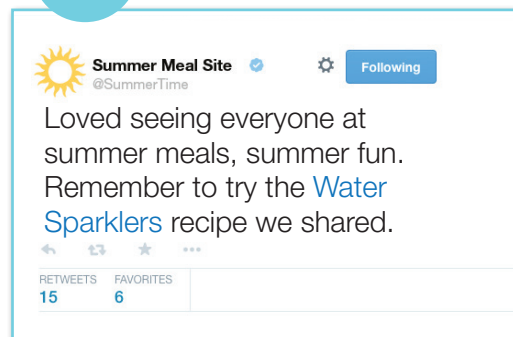 Summer Meal Site
Following
@SummerTime
Loved seeing everyone at
summer meals, summer fun.
Remember to try the Water
Sparklers recipe we shared.
RETWEETS FAVORITES
15 6